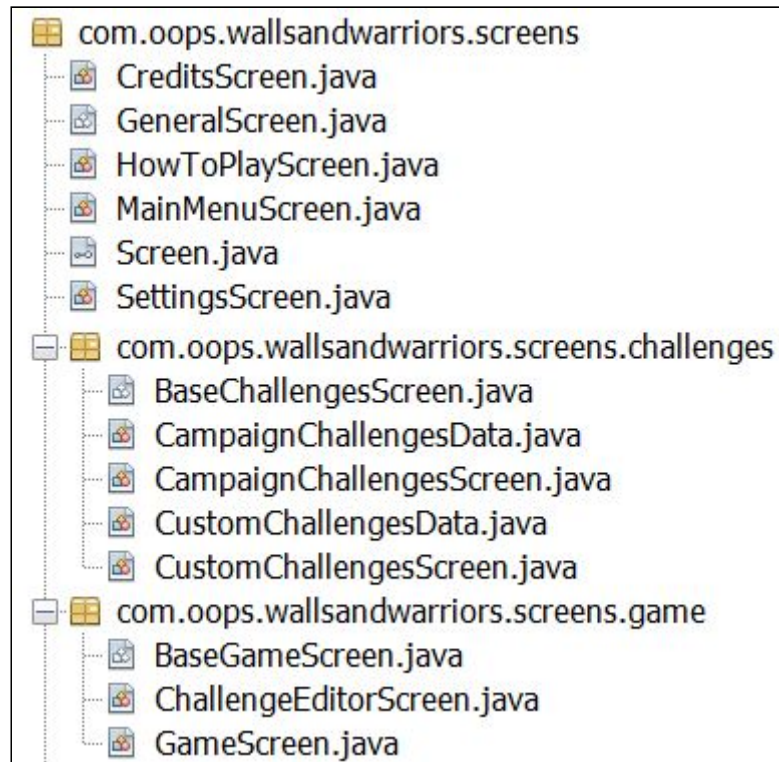 com.oops.wallsandwarriors.screens
CreditsScreen.java
GeneralScreen.java
HowToPlayScreen.java
MainMenuScreen.java
Screen.java
SettingsScreen.java
com.oops.wallsandwarriors.screens.challenges
BaseChallengesScreen.java
CampaignChallengesData.java
CampaignChallengesScreen.java
CustomChallengesData.java
CustomChallengesScreen.java
com.oops.wallsandwarriors.screens.game
BaseGameScreen.java
ChallengeEditorScreen.java
GameScreen.java